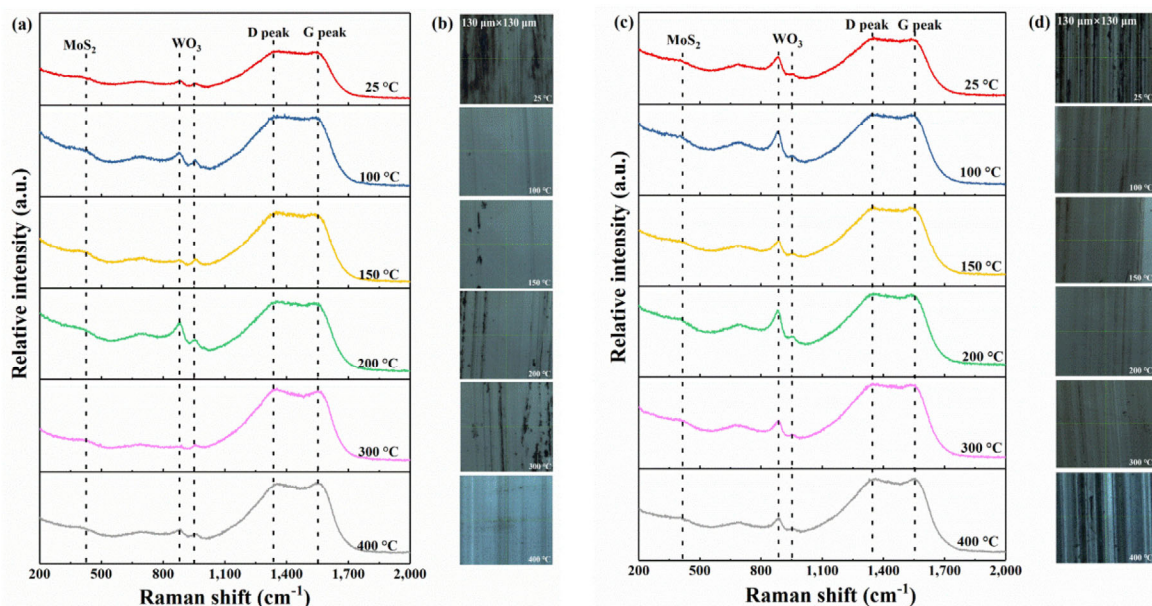 (a)
MoS₂
WO₃
D peak
G peak
25 °C
100 °C
150 °C
200 °C
300 °C
400 °C
Relative intensity (a.u.)
200 500 800 1,100 1,400 1,700 2,000
Raman shift (cm⁻¹)
(b)
130 μm×130 μm
25 °C
100 °C
150 °C
200 °C
300 °C
400 °C
(c)
MoS₂
WO₃
D peak
G peak
25 °C
100 °C
150 °C
200 °C
300 °C
400 °C
Relative intensity (a.u.)
200 500 800 1,100 1,400 1,700 2,000
Raman shift (cm⁻¹)
(d)
130 μm×130 μm
25 °C
100 °C
150 °C
200 °C
300 °C
400 °C